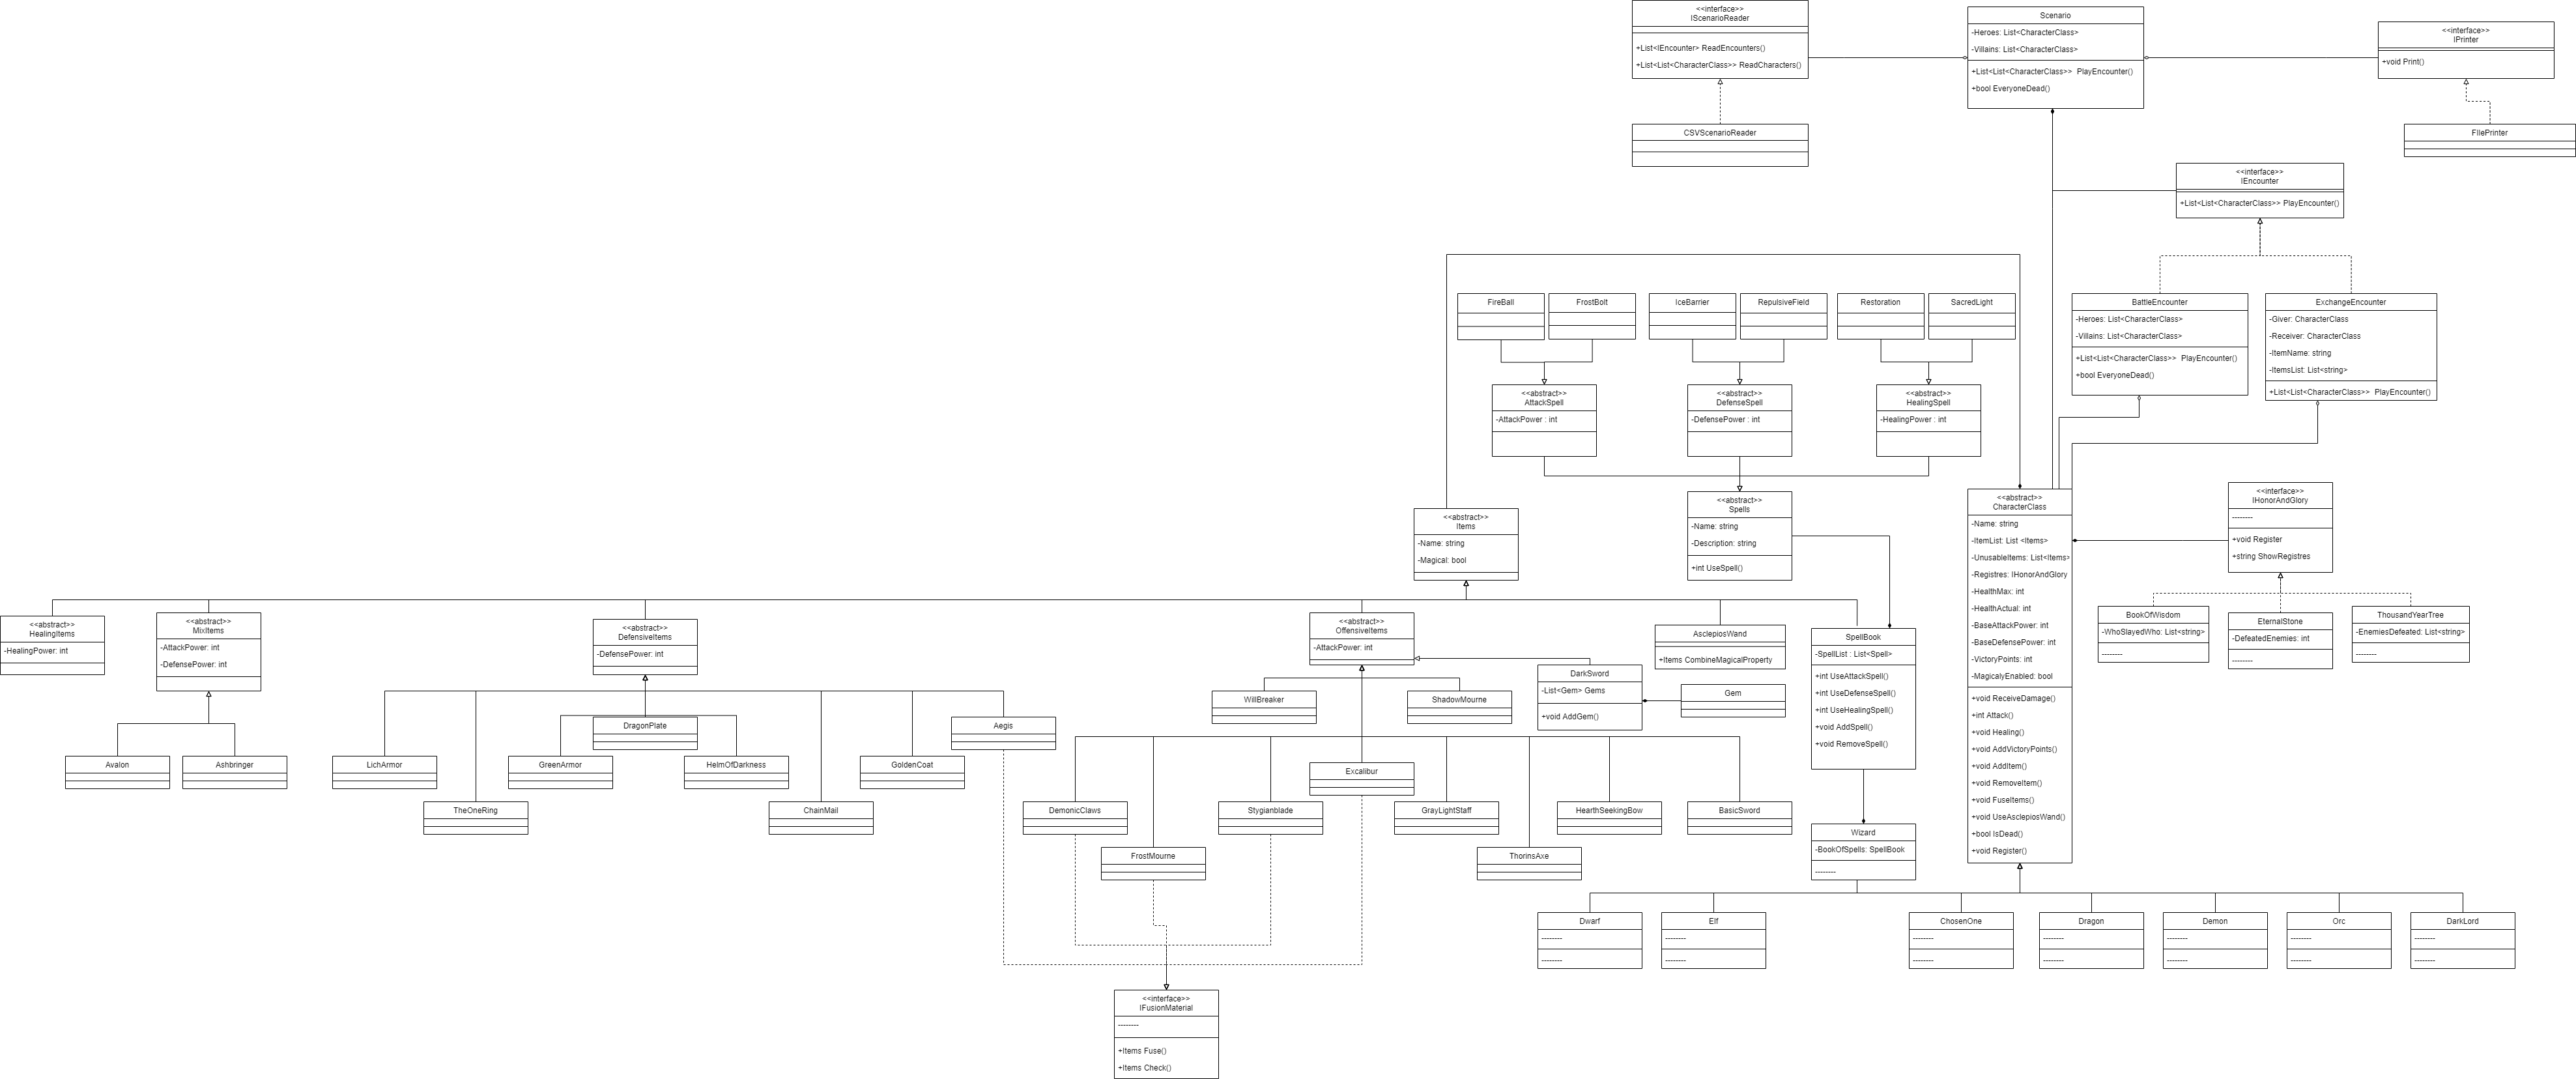 <<interface>>
IScenarioReader
+List<IEncounter> ReadEncounters()
+List<List<CharacterClass>> ReadCharacters()
Scenario
-Heroes: List<CharacterClass>
-Villains: List<CharacterClass>
+List<List<CharacterClass>>  PlayEncounter()
+bool EveryoneDead()
<<interface>>
IPrinter
+void Print()
CSVScenarioReader
FIlePrinter
<<interface>>
IEncounter
+List<List<CharacterClass>> PlayEncounter()
FireBall
FrostBolt
IceBarrier
RepulsiveField
Restoration
SacredLight
BattleEncounter
-Heroes: List<CharacterClass>
-Villains: List<CharacterClass>
+List<List<CharacterClass>>  PlayEncounter()
+bool EveryoneDead()
ExchangeEncounter
-Giver: CharacterClass
-Receiver: CharacterClass
-ItemName: string
-ItemsList: List<string>
+List<List<CharacterClass>>  PlayEncounter()
<<abstract>>
AttackSpell
-AttackPower : int
<<abstract>>
DefenseSpell
-DefensePower : int
<<abstract>>
HealingSpell
-HealingPower : int
<<abstract>>
Items
-Name: string
-Magical: bool
<<abstract>>
Spells
-Name: string
-Description: string
+int UseSpell()
<<abstract>>
CharacterClass
-Name: string
-ItemList: List <Items>
-UnusableItems: List<Items>
-Registres: IHonorAndGlory
-HealthMax: int
-HealthActual: int
-BaseAttackPower: int
-BaseDefensePower: int
-VictoryPoints: int
-MagicalyEnabled: bool
+void ReceiveDamage()
+int Attack()
+void Healing()
+void AddVictoryPoints()
+void AddItem()
+void RemoveItem()
+void FuseItems()
+void UseAsclepiosWand()
+bool IsDead()
+void Register()
<<interface>>
IHonorAndGlory
--------
+void Register
+string ShowRegistres
BookOfWisdom
-WhoSlayedWho: List<string>
--------
EternalStone
-DefeatedEnemies: int
--------
ThousandYearTree
-EnemiesDefeated: List<string>
--------
<<abstract>>
HealingItems
-HealingPower: int
<<abstract>>
MixItems
-AttackPower: int
-DefensePower: int
<<abstract>>
DefensiveItems
-DefensePower: int
<<abstract>>
OffensiveItems
-AttackPower: int
AsclepiosWand
+Items CombineMagicalProperty
SpellBook
-SpellList : List<Spell>
+int UseAttackSpell()
+int UseDefenseSpell()
+int UseHealingSpell()
+void AddSpell()
+void RemoveSpell()
DarkSword
-List<Gem> Gems
+void AddGem()
Gem
WillBreaker
ShadowMourne
DragonPlate
Aegis
Avalon
Ashbringer
LichArmor
GreenArmor
HelmOfDarkness
GoldenCoat
Excalibur
TheOneRing
ChainMail
DemonicClaws
Stygianblade
GrayLightStaff
HearthSeekingBow
BasicSword
FrostMourne
ThorinsAxe
Wizard
-BookOfSpells: SpellBook
--------
Dwarf
--------
--------
Elf
--------
--------
ChosenOne
--------
--------
Dragon
--------
--------
Demon
--------
--------
Orc
--------
--------
DarkLord
--------
--------
<<interface>>
IFusionMaterial
--------
+Items Fuse()
+Items Check()